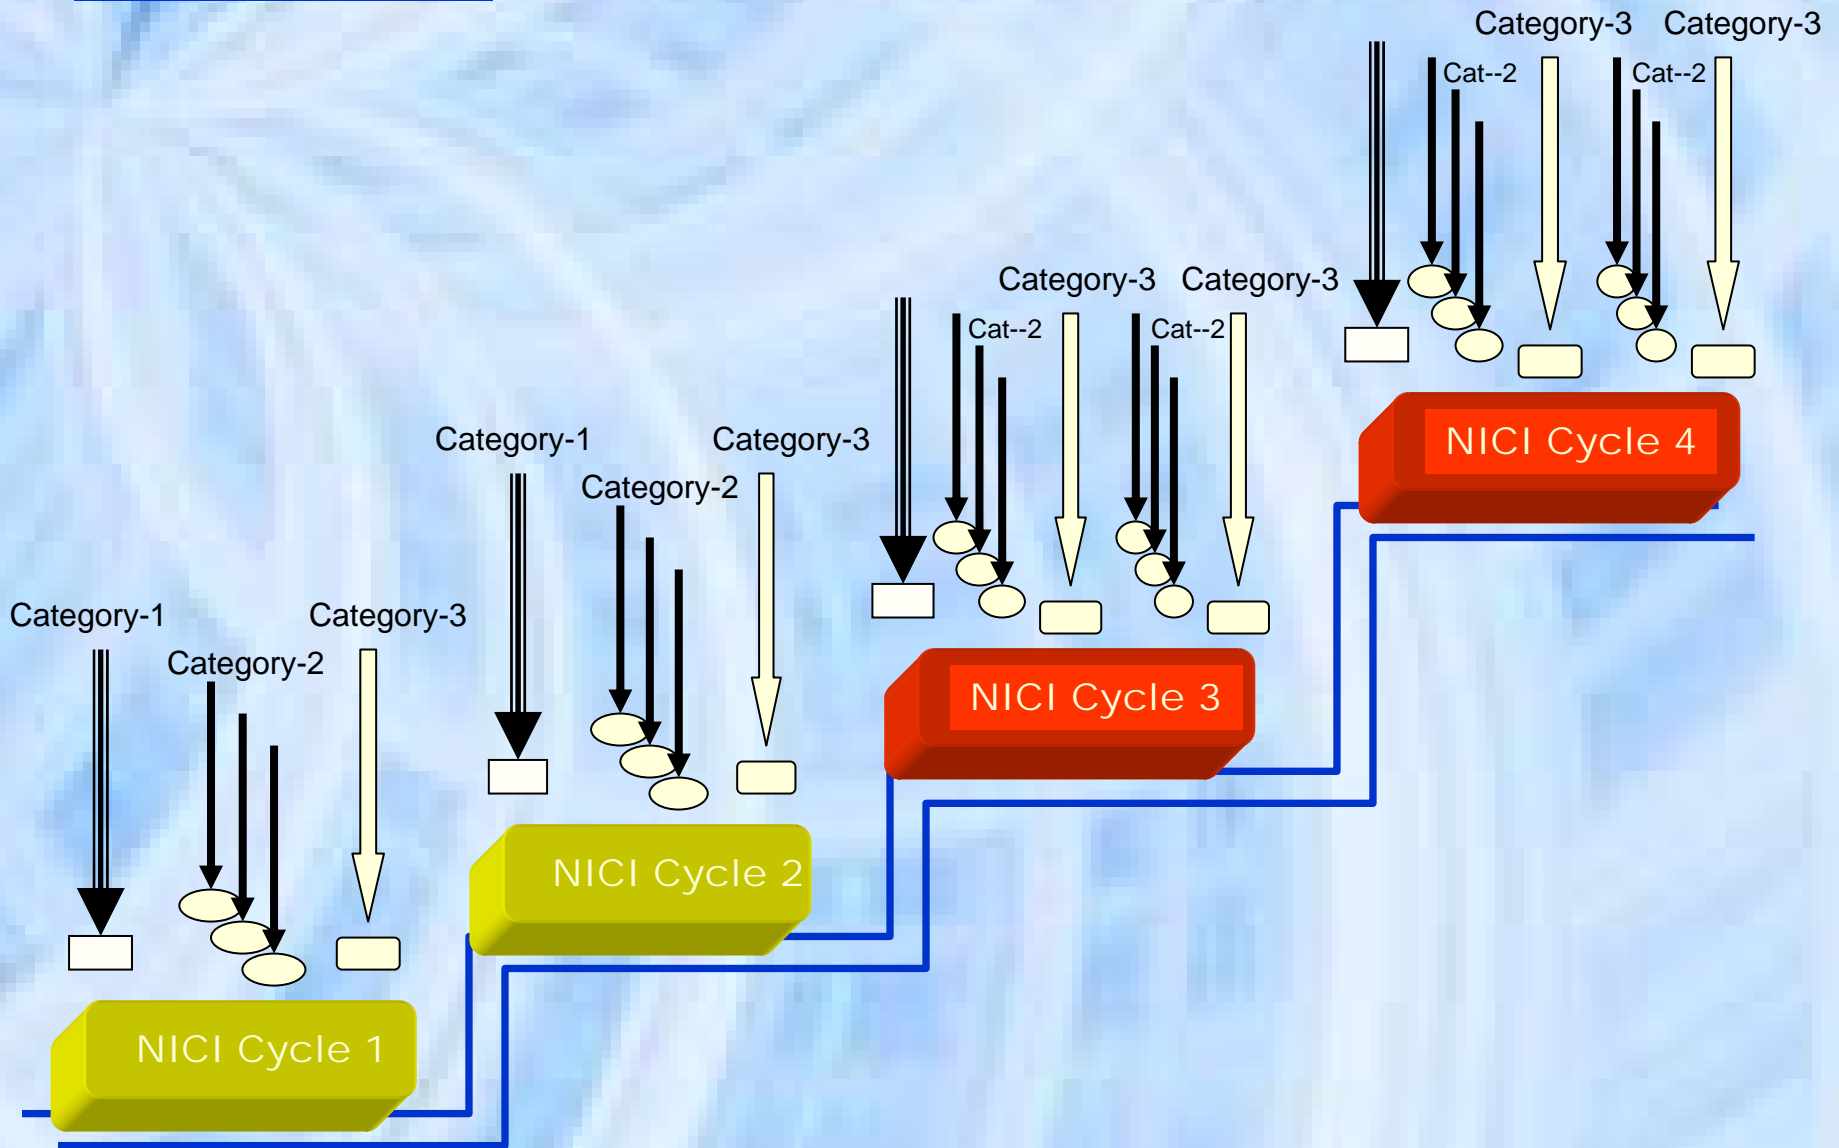 Category-3 Category-3
Cat--2 Cat--2
NICI Cycle 4
Category-3 Category-3
Cat--2 Cat--2
NICI Cycle 3
Category-1 Category-3
Category-2
NICI Cycle 2
Category-1 Category-3
Category-2
NICI Cycle 1